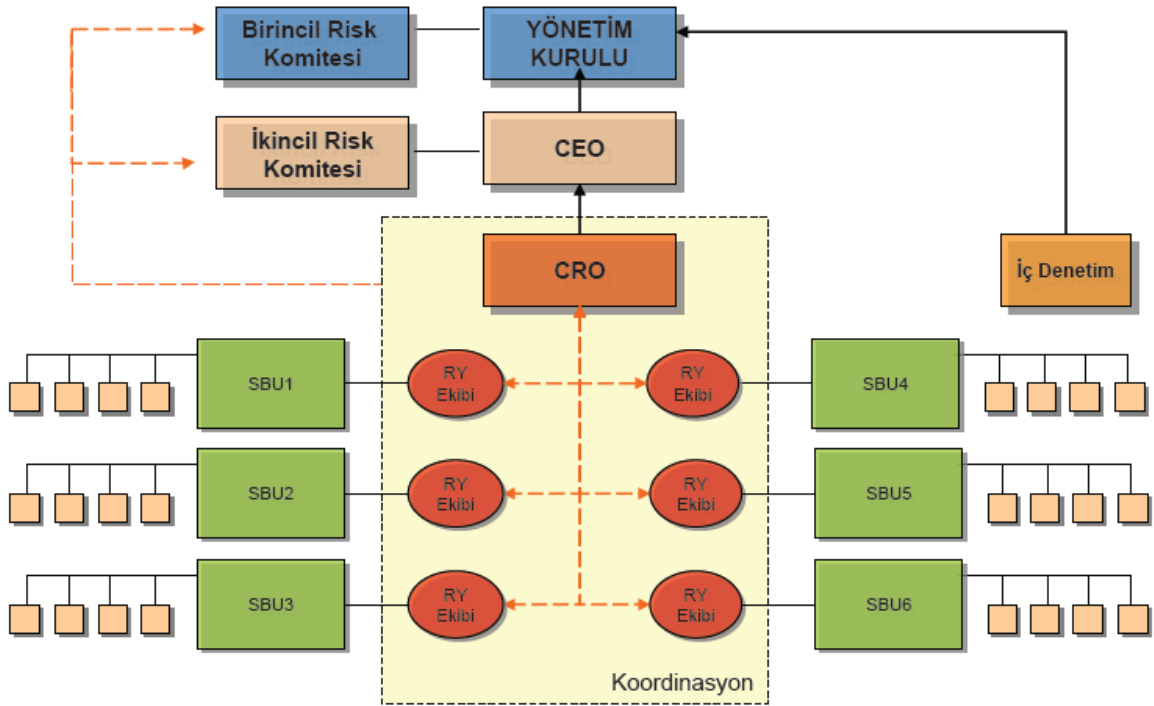 Birincil Risk
Komitesi
YÖNETİM
KURULU
İkincil Risk
Komitesi
CEO
CRO
İç Denetim
SBU1
RY
Ekibi
RY
Ekibi
SBU4
SBU2
RY
Ekibi
RY
Ekibi
SBU5
SBU3
RY
Ekibi
RY
Ekibi
SBU6
Koordinasyon